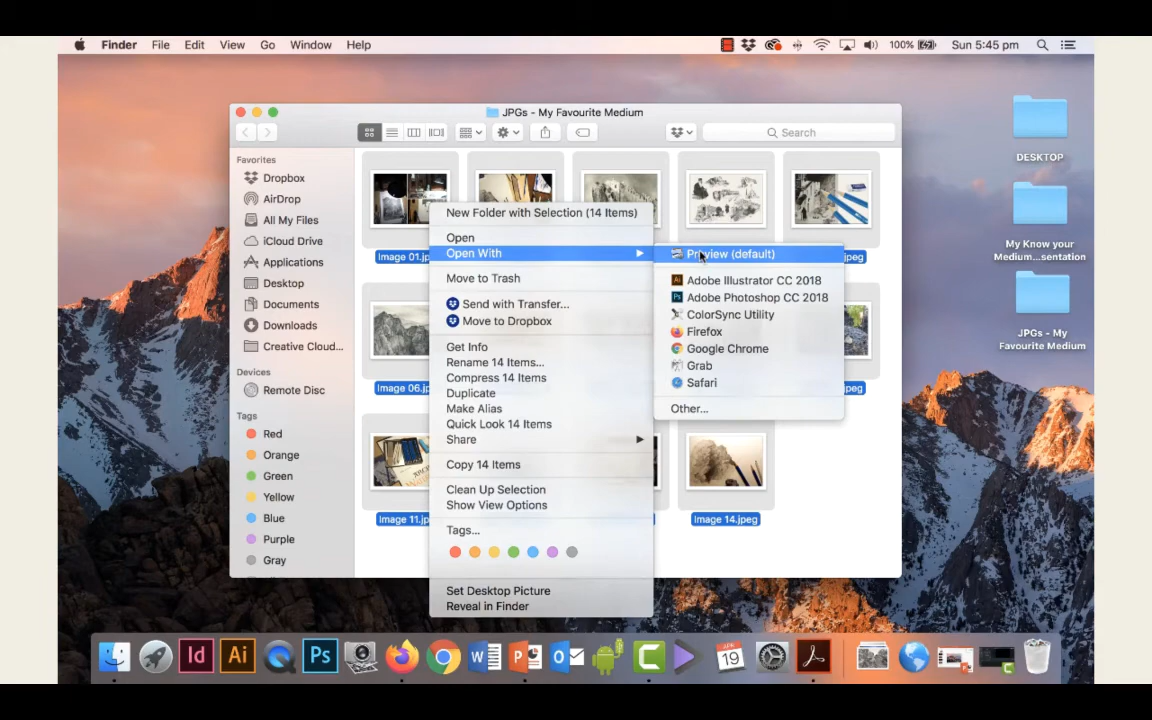 Finder File Edit View Go Window Help 100% Sun 5:45 pm
JPGs - My Favourite Medium
Search
Favorites
Dropbox
AirDrop
All My Files
iCloud Drive
Applications
Desktop
Documents
Downloads
Creative Cloud...
Devices
Remote Disc
Tags
Red
Orange
Green
Yellow
Blue
Purple
Gray
Image 01.
jpeg
Image 06.jp
jpeg
Image 11.jp
Image 14.jpeg
New Folder with Selection (14 Items)
Open
Open With
Move to Trash
Send with Transfer...
Move to Dropbox
Get Info
Rename 14 Items...
Compress 14 Items
Duplicate
Make Alias
Quick Look 14 Items
Share
Copy 14 Items
Clean Up Selection
Show View Options
Tags...
Set Desktop Picture
Reveal in Finder
Preview (default)
Adobe Illustrator CC 2018
Adobe Photoshop CC 2018
ColorSync Utility
Firefox
Google Chrome
Grab
Safari
Other...
DESKTOP
My Know your
Medium...sentation
JPGs - My
Favourite Medium
Id Ai Ps W P O C 19